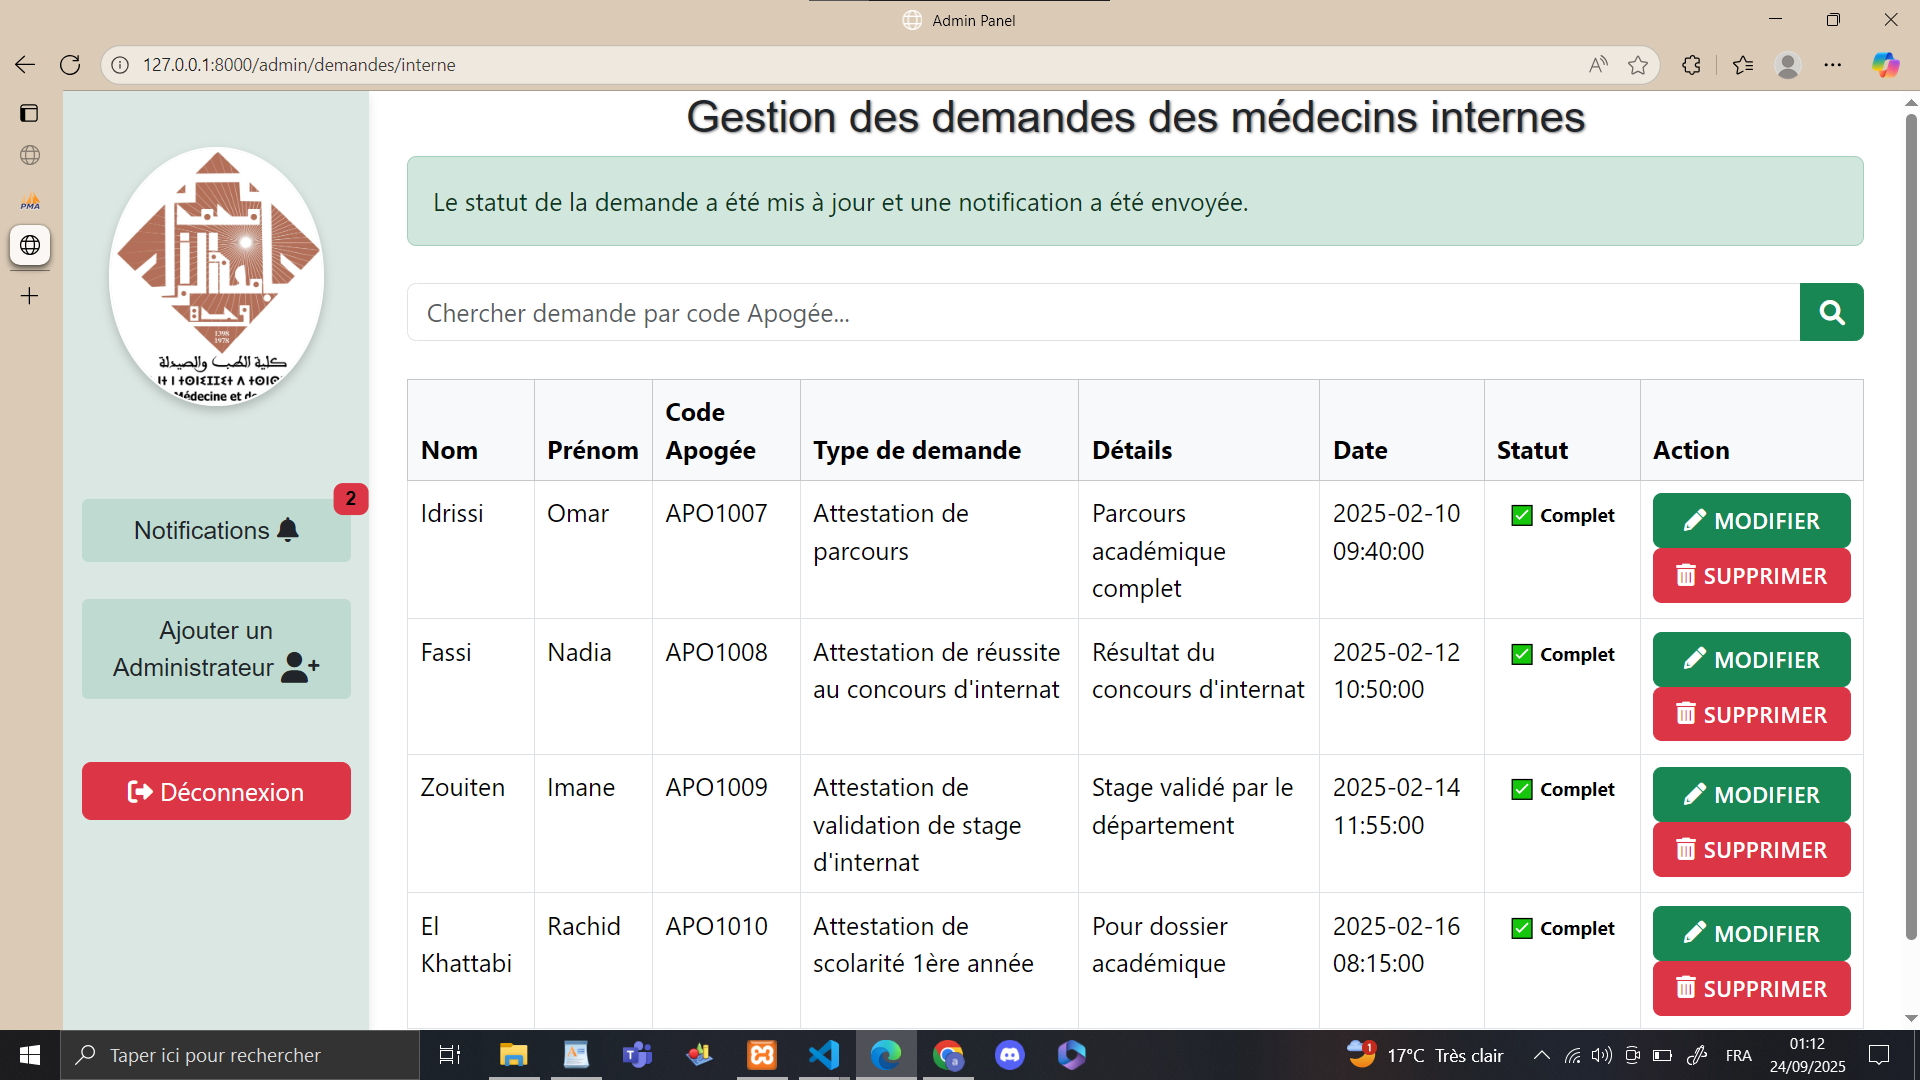 Admin Panel
127.0.0.1:8000/admin/demandes/interne
PMA
1398
1978
كلية الطب والصيدلة
Médecine et de
Notifications
2
Ajouter un
Administrateur
Déconnexion
Gestion des demandes des médecins internes
Le statut de la demande a été mis à jour et une notification a été envoyée.
Chercher demande par code Apogée...
Nom Prénom Code Apogée Type de demande Détails Date Statut Action
Idrissi Omar APO1007 Attestation de parcours Parcours académique complet 2025-02-10 09:40:00 Complet MODIFIER SUPPRIMER
Fassi Nadia APO1008 Attestation de réussite au concours d'internat Résultat du concours d'internat 2025-02-12 10:50:00 Complet MODIFIER SUPPRIMER
Zouiten Imane APO1009 Attestation de validation de stage d'internat Stage validé par le département 2025-02-14 11:55:00 Complet MODIFIER SUPPRIMER
El Khattabi Rachid APO1010 Attestation de scolarité 1ère année Pour dossier académique 2025-02-16 08:15:00 Complet MODIFIER SUPPRIMER
Taper ici pour rechercher
1
17°C Très clair
FRA
01:12
24/09/2025